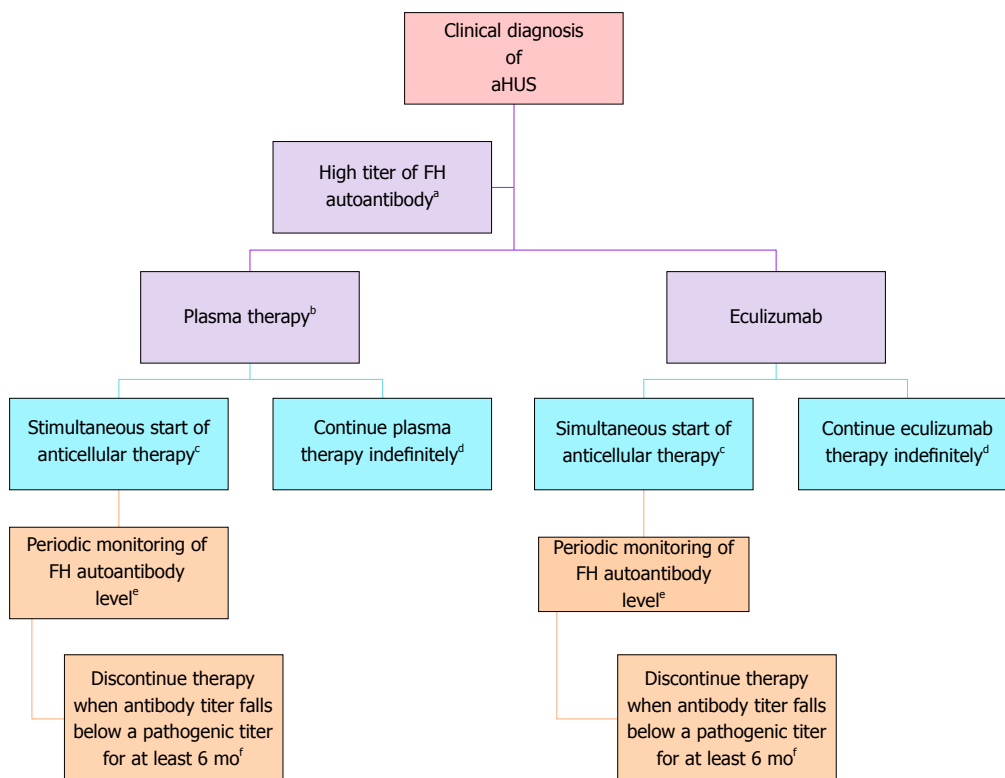 Clinical diagnosis
of
aHUS
High titer of FH
autoantibodyᵃ
Plasma therapyᵇ
Eculizumab
Stimultaneous start of
anticellular therapyᶜ
Continue plasma
therapy indefinitelyᵈ
Simultaneous start of
anticellular therapyᶜ
Continue eculizumab
therapy indefinitelyᵈ
Periodic monitoring of
FH autoantibody
levelᵉ
Periodic monitoring of
FH autoantibody
levelᵉ
Discontinue therapy
when antibody titer falls
below a pathogenic titer
for at least 6 moᶠ
Discontinue therapy
when antibody titer falls
below a pathogenic titer
for at least 6 moᶠ